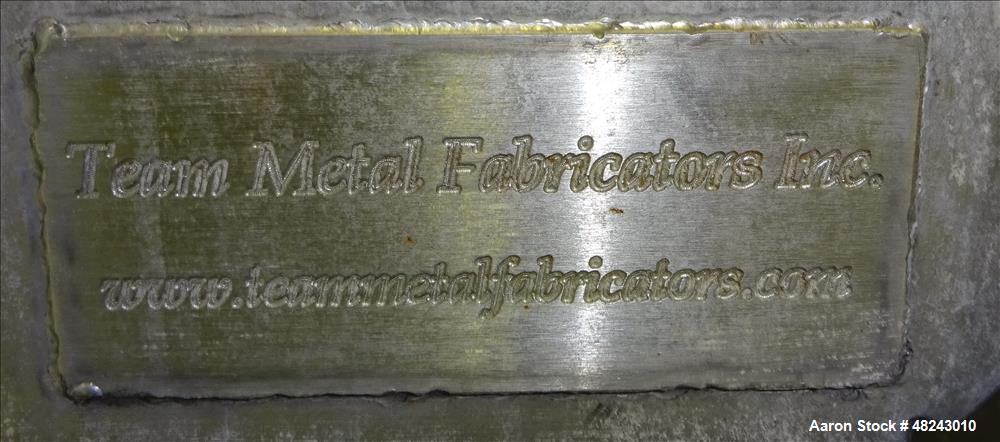 Team Metal Fabricators Inc.
www.teammetalfabricators.com
Aaron Stock # 48243010